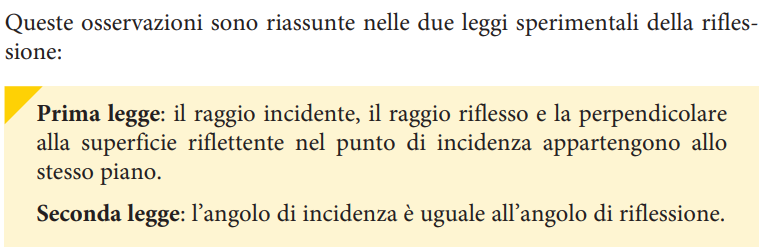 Queste osservazioni sono riassunte nelle due leggi sperimentali della rifles-
sione:
Prima legge: il raggio incidente, il raggio riflesso e la perpendicolare
alla superficie riflettente nel punto di incidenza appartengono allo
stesso piano.
Seconda legge: l’angolo di incidenza è uguale all’angolo di riflessione.